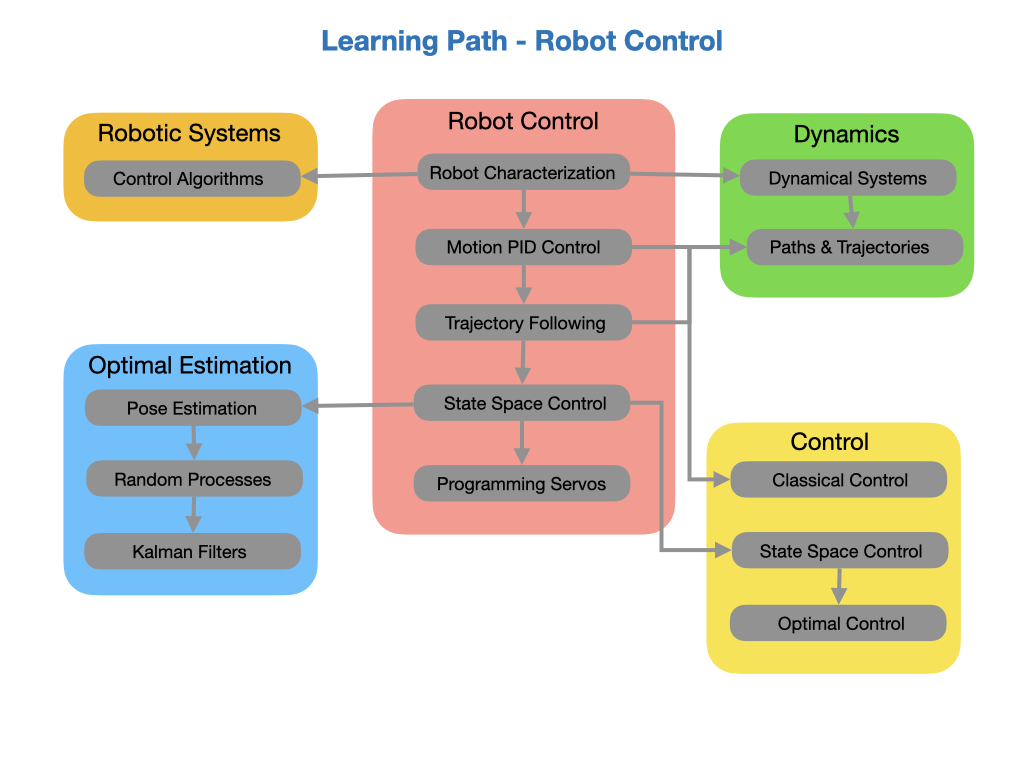 Learning Path - Robot Control
Robotic Systems
Control Algorithms
Robot Control
Robot Characterization
Motion PID Control
Trajectory Following
State Space Control
Programming Servos
Dynamics
Dynamical Systems
Paths & Trajectories
Optimal Estimation
Pose Estimation
Random Processes
Kalman Filters
Control
Classical Control
State Space Control
Optimal Control